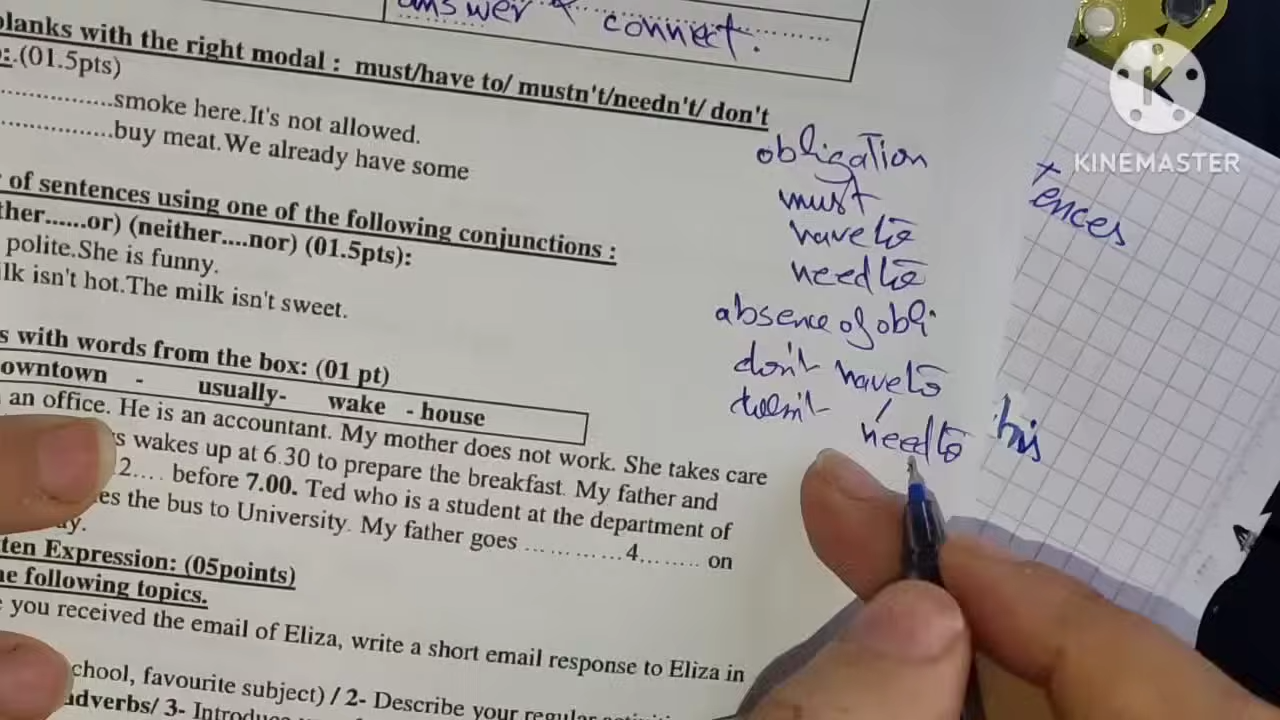 answer & connect.
blanks with the right modal : must/have to/ mustn't/needn't/ don't
:.(01.5pts)
smoke here.It's not allowed.
buy meat.We already have some
of sentences using one of the following conjunctions :
ther......or) (neither....nor) (01.5pts):
polite.She is funny.
ilk isn't hot.The milk isn't sweet.
s with words from the box: (01 pt)
owntown - usually- wake - house
an office. He is an accountant. My mother does not work. She takes care
s wakes up at 6.30 to prepare the breakfast. My father and
2.... before 7.00. Ted who is a student at the department of
es the bus to University. My father goes ............4....... on
ay.
ten Expression: (05points)
he following topics.
e you received the email of Eliza, write a short email response to Eliza in
chool, favourite subject) / 2- Describe your regular
adverbs/ 3-
obligation
must
have to
need to
absence of obli
don't have to
doesn't / need to
tences
this
KINEMASTER